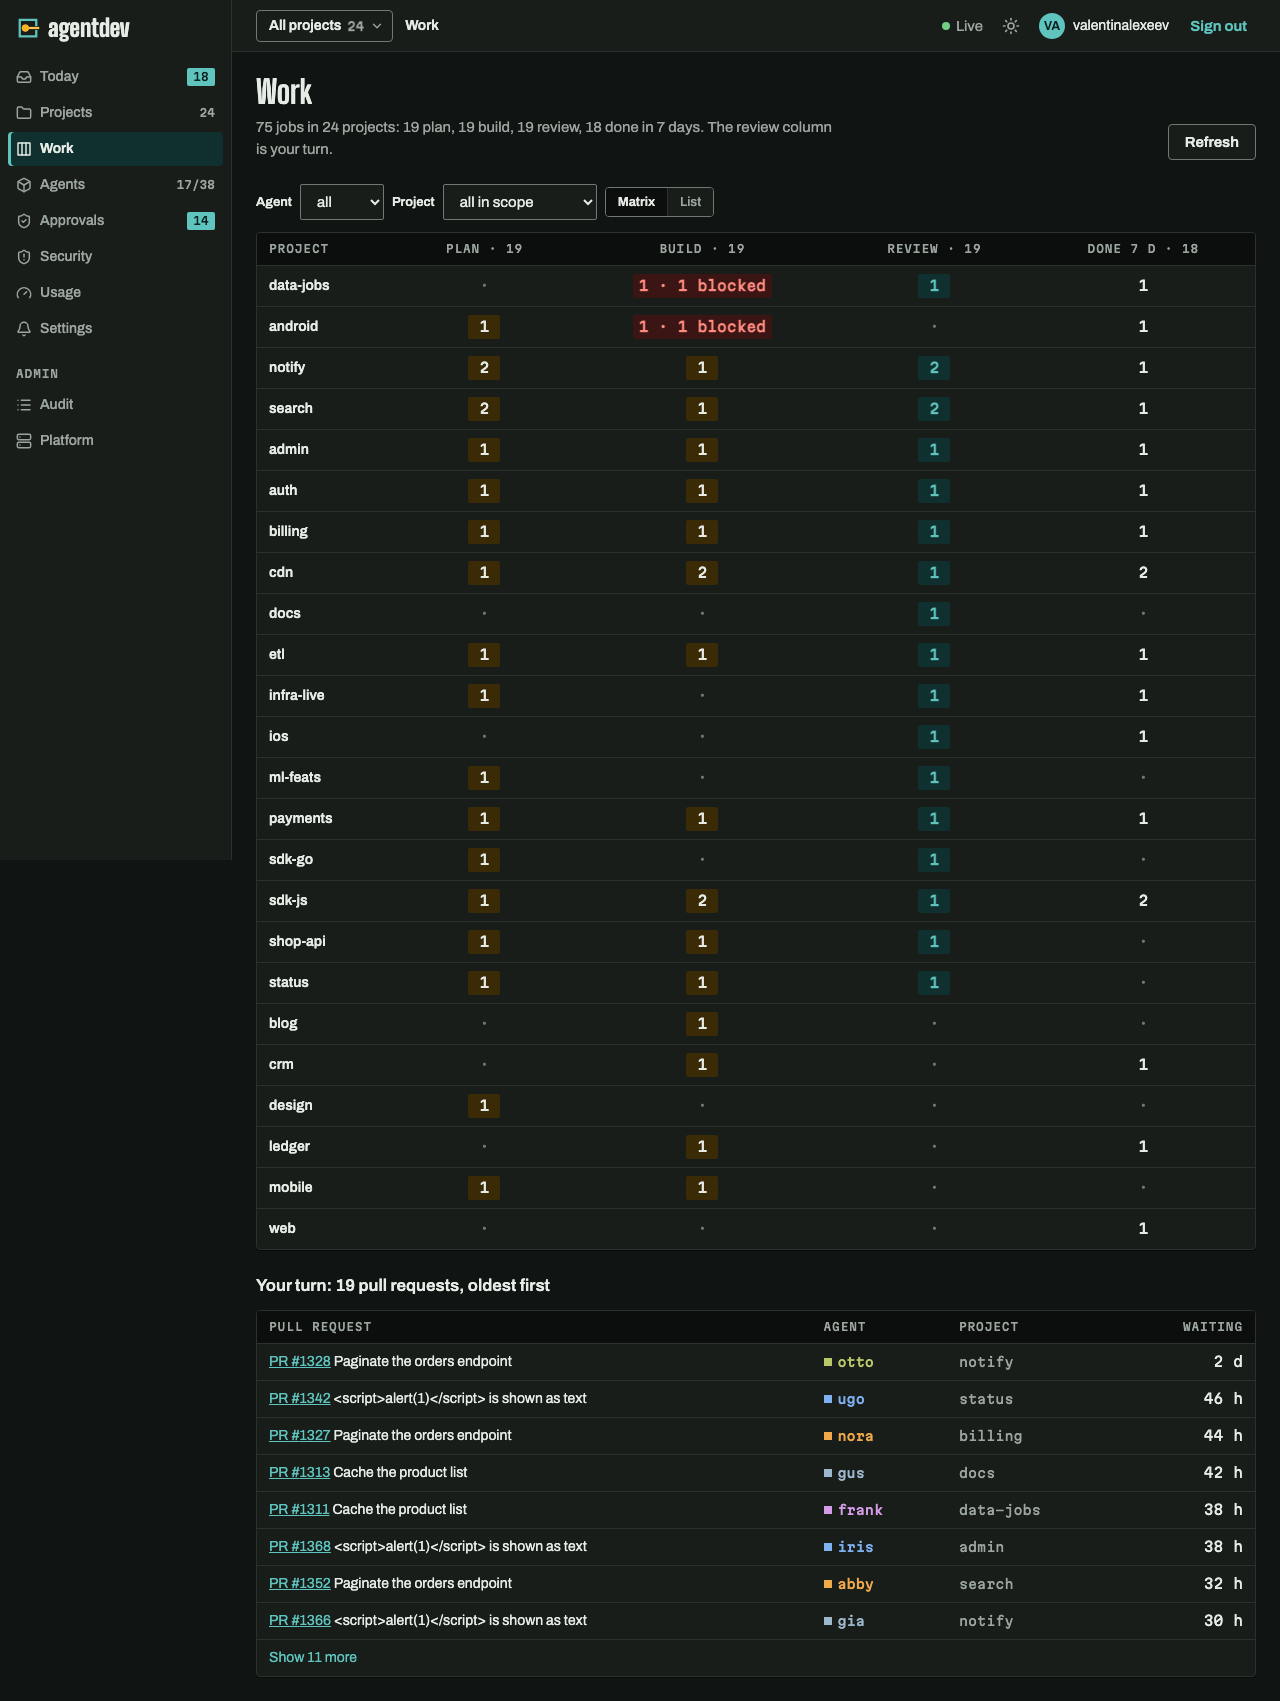 agentdev
All projects 24
Work
Live
VA
valentinalexeev
Sign out
Today 18
Projects 24
Work
Agents 17/38
Approvals 14
Security
Usage
Settings
ADMIN
Audit
Platform
Work
75 jobs in 24 projects: 19 plan, 19 build, 19 review, 18 done in 7 days. The review column
is your turn.
Refresh
Agent all Project all in scope Matrix List
PROJECT PLAN · 19 BUILD · 19 REVIEW · 19 DONE 7 D · 18
data-jobs · 1 · 1 blocked 1 1
android 1 1 · 1 blocked · 1
notify 2 1 2 1
search 2 1 2 1
admin 1 1 1 1
auth 1 1 1 1
billing 1 1 1 1
cdn 1 2 1 2
docs · · 1 ·
etl 1 1 1 1
infra-live 1 · 1 1
ios · · 1 1
ml-feats 1 · 1 ·
payments 1 1 1 1
sdk-go 1 · 1 ·
sdk-js 1 2 1 2
shop-api 1 1 1 ·
status 1 1 1 ·
blog · 1 · ·
crm · 1 · 1
design 1 · · ·
ledger · 1 · 1
mobile 1 1 · ·
web · · · 1
Your turn: 19 pull requests, oldest first
PULL REQUEST AGENT PROJECT WAITING
PR #1328 Paginate the orders endpoint otto notify 2 d
PR #1342 <script>alert(1)</script> is shown as text ugo status 46 h
PR #1327 Paginate the orders endpoint nora billing 44 h
PR #1313 Cache the product list gus docs 42 h
PR #1311 Cache the product list frank data-jobs 38 h
PR #1368 <script>alert(1)</script> is shown as text iris admin 38 h
PR #1352 Paginate the orders endpoint abby search 32 h
PR #1366 <script>alert(1)</script> is shown as text gia notify 30 h
Show 11 more